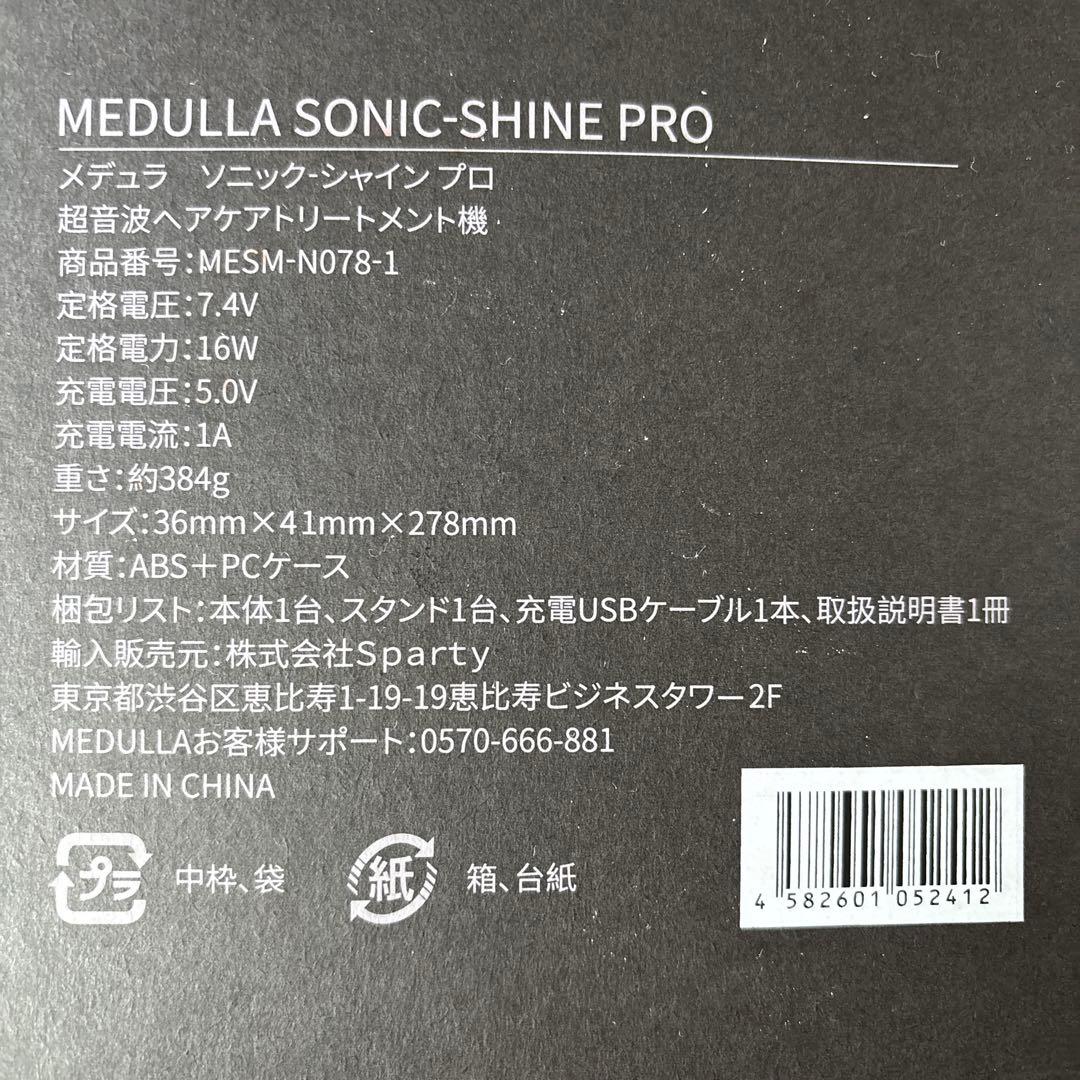 MEDULLA SONIC-SHINE PRO
メデュラ　ソニック-シャイン プロ
超音波ヘアケアトリートメント機
商品番号：MESM-N078-1
定格電圧：7.4V
定格電力：16W
充電電圧：5.0V
充電電流：1A
重さ：約384g
サイズ：36mm×41mm×278mm
材質：ABS＋PCケース
梱包リスト：本体1台、スタンド1台、充電USBケーブル1本、取扱説明書1冊
輸入販売元：株式会社Sparty
東京都渋谷区恵比寿1-19-19恵比寿ビジネスタワー2F
MEDULLAお客様サポート：0570-666-881
MADE IN CHINA
プラ 中枠、袋 紙 箱、台紙
4 582601 052412